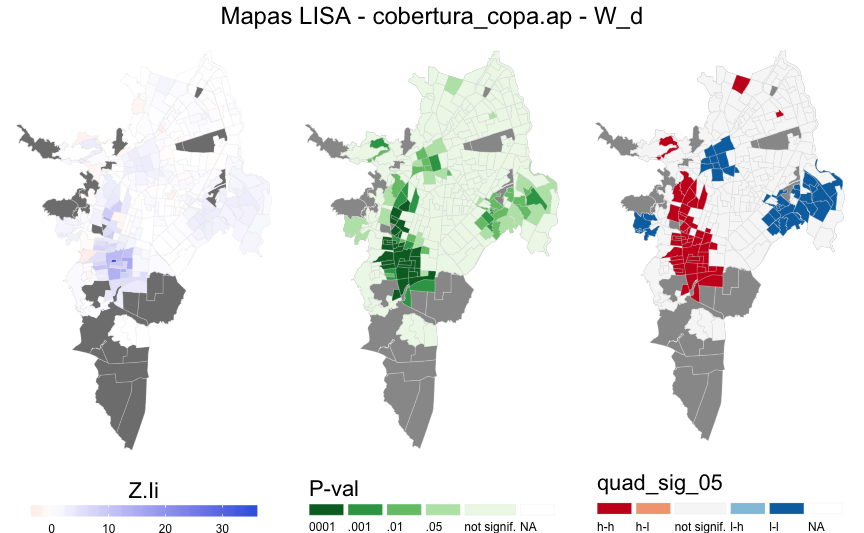 Mapas LISA - cobertura_copa.ap - W_d
Z.Ii
0 10 20 30
P-val
0001 .001 .01 .05 not signif. NA
quad_sig_05
h-h h-l not signif. l-h l-l NA